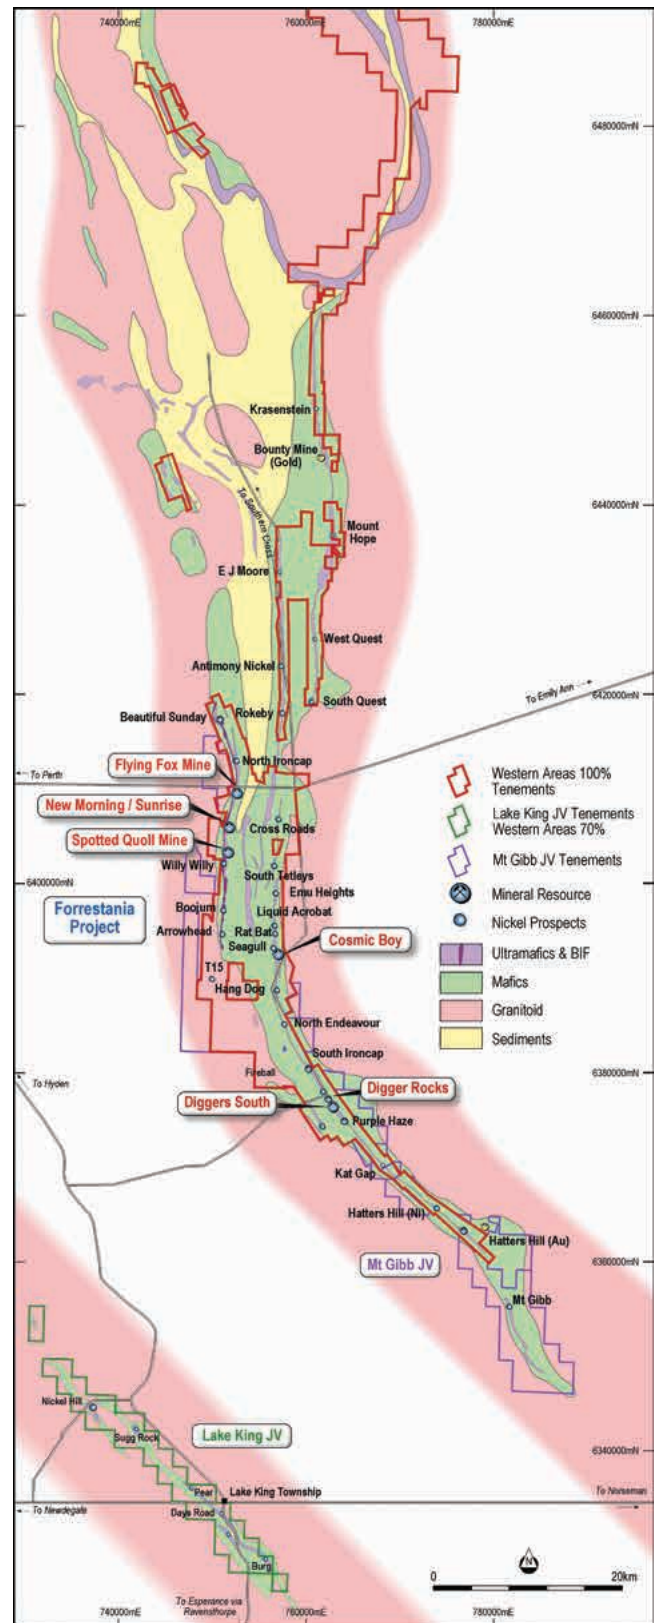 740000mE
760000mE
780000mE
6480000mN
6460000mN
Krasenstein
Bounty Mine
(Gold)
To Southern Cross
6440000mN
Mount
Hope
E J Moore
West Quest
Antimony Nickel
South Quest
To Emily Ann
6420000mN
Beautiful Sunday
Rokeby
North Ironcap
Flying Fox Mine
To Perth
New Morning / Sunrise
Cross Roads
Spotted Quoll Mine
Willy Willy
South Tetleys
6400000mN
Emu Heights
Forrestania
Project
Boojum
Liquid Acrobat
Arrowhead
Rat Bat
Seagull
Cosmic Boy
T15
Hang Dog
North Endeavour
South Ironcap
Fireball
6380000mN
To Hyden
Digger Rocks
Diggers South
Purple Haze
Kat Gap
Hatters Hill (Ni)
Hatters Hill (Au)
Mt Gibb JV
6360000mN
Mt Gibb
Western Areas 100%
Tenements
Lake King JV Tenements
Western Areas 70%
Mt Gibb JV Tenements
Mineral Resource
Nickel Prospects
Ultramafics & BIF
Mafics
Granitoid
Sediments
Nickel Hill
Sugg Rock
Lake King JV
6340000mN
Pear
Lake King Township
To Newdegate
To Norseman
Days Road
Burg
N
0
20km
To Esperance via
Ravensthorpe
740000mE
760000mE
780000mE